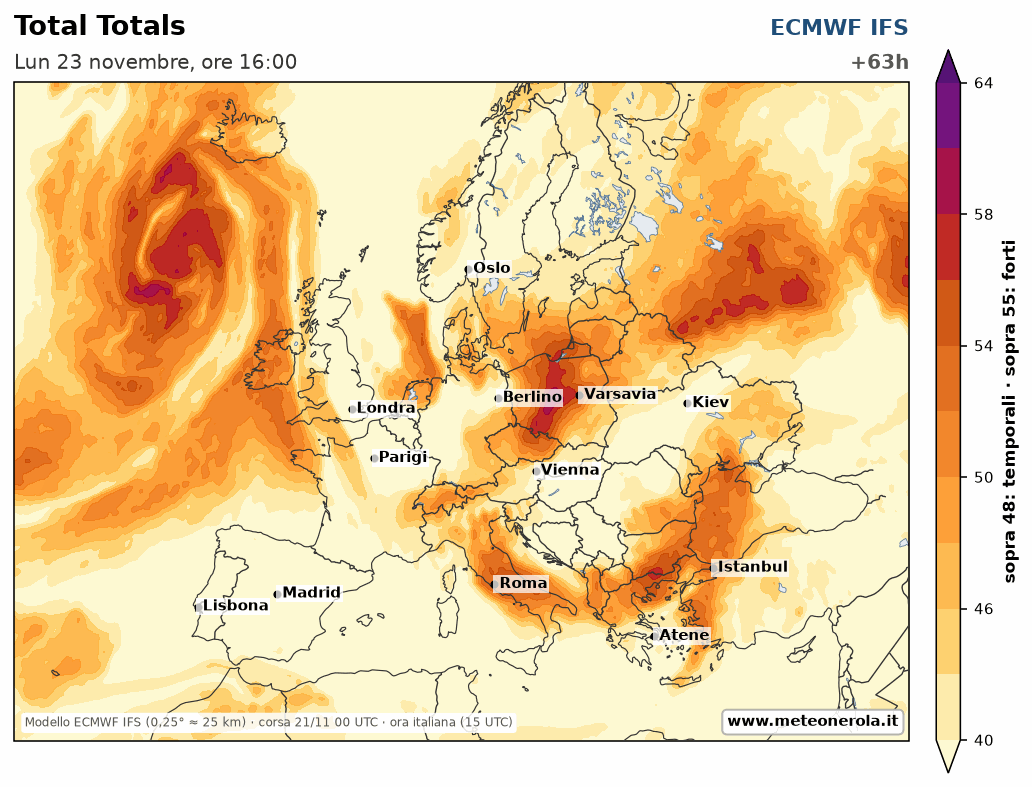 Total Totals
ECMWF IFS
Lun 23 novembre, ore 16:00
+63h
64
58
54
50
46
40
sopra 48: temporali · sopra 55: forti
Oslo
Berlino
Varsavia
Londra
Kiev
Parigi
Vienna
Istanbul
Roma
Madrid
Lisbona
Atene
Modello ECMWF IFS (0,25° ≈ 25 km) · corsa 21/11 00 UTC · ora italiana (15 UTC)
www.meteonerola.it